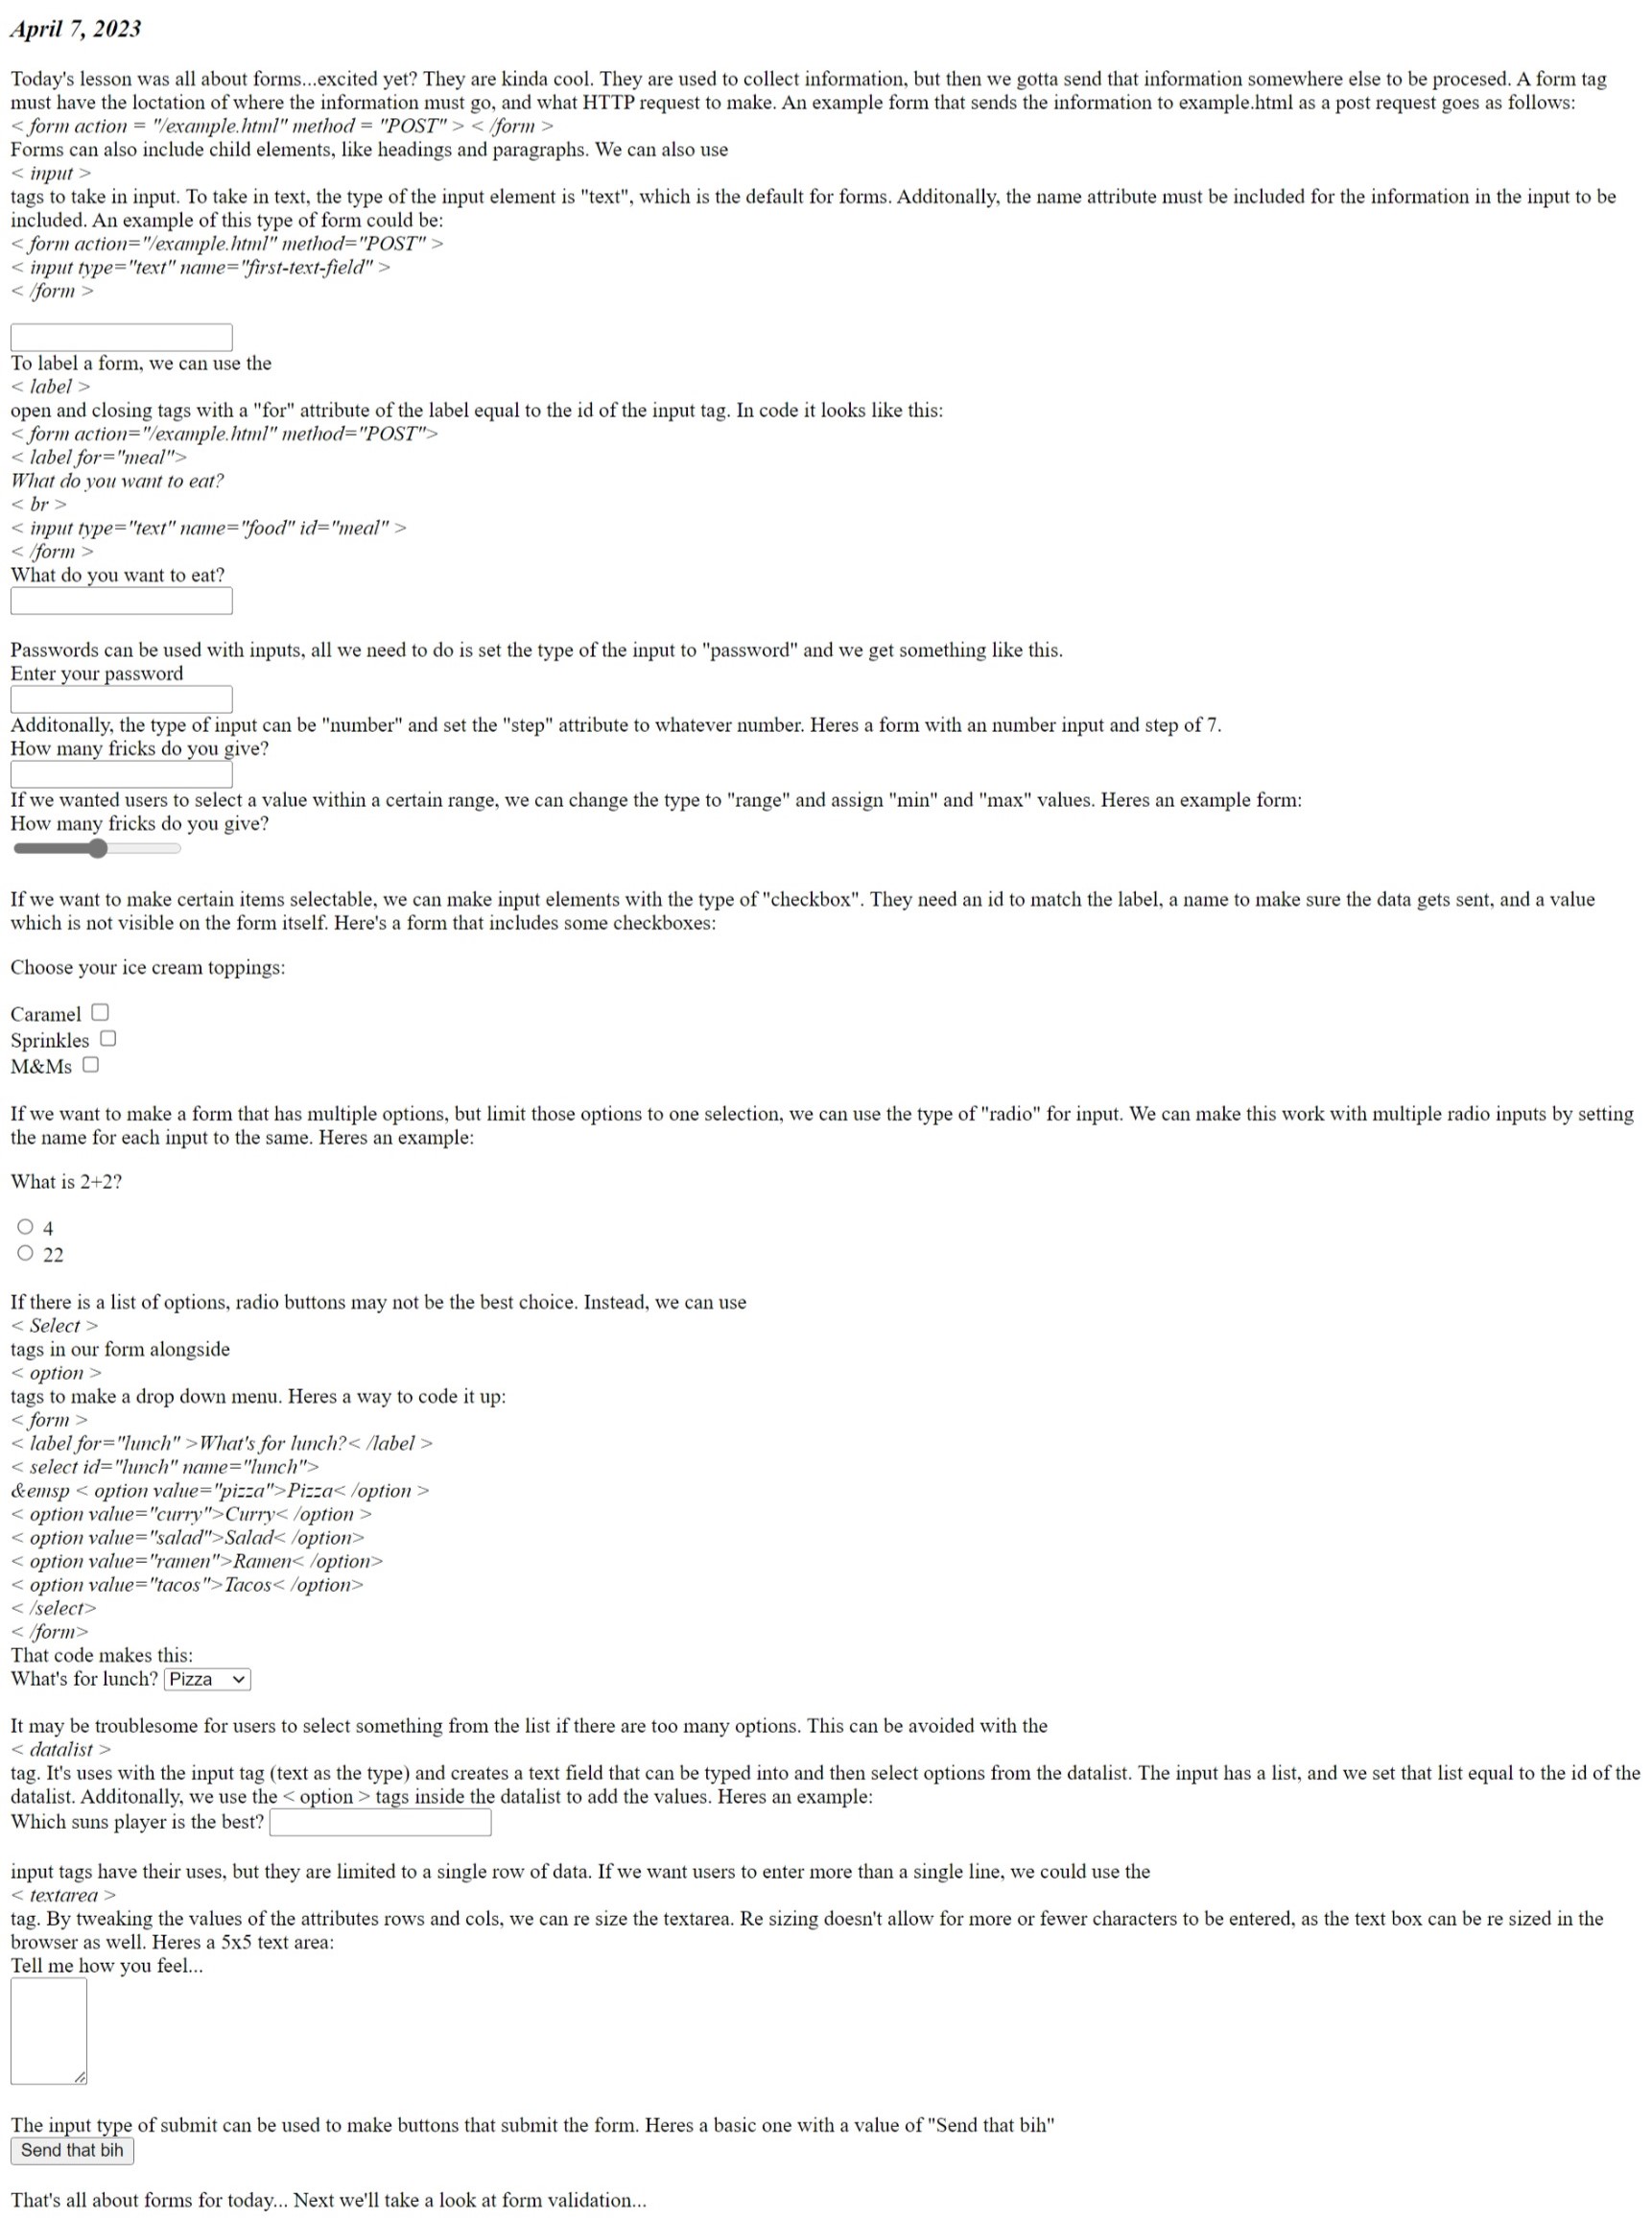 April 7, 2023
Today's lesson was all about forms...excited yet? They are kinda cool. They are used to collect information, but then we gotta send that information somewhere else to be procesed. A form tag
must have the loctation of where the information must go, and what HTTP request to make. An example form that sends the information to example.html as a post request goes as follows:
< form action = "/example.html" method = "POST" > < /form >
Forms can also include child elements, like headings and paragraphs. We can also use
< input >
tags to take in input. To take in text, the type of the input element is "text", which is the default for forms. Additonally, the name attribute must be included for the information in the input to be
included. An example of this type of form could be:
< form action="/example.html" method="POST" >
< input type="text" name="first-text-field" >
< /form >
To label a form, we can use the
< label >
open and closing tags with a "for" attribute of the label equal to the id of the input tag. In code it looks like this:
< form action="/example.html" method="POST">
< label for="meal">
What do you want to eat?
< br >
< input type="text" name="food" id="meal" >
< /form >
What do you want to eat?
Passwords can be used with inputs, all we need to do is set the type of the input to "password" and we get something like this.
Enter your password
Additonally, the type of input can be "number" and set the "step" attribute to whatever number. Heres a form with an number input and step of 7.
How many fricks do you give?
If we wanted users to select a value within a certain range, we can change the type to "range" and assign "min" and "max" values. Heres an example form:
How many fricks do you give?
If we want to make certain items selectable, we can make input elements with the type of "checkbox". They need an id to match the label, a name to make sure the data gets sent, and a value
which is not visible on the form itself. Here's a form that includes some checkboxes:
Choose your ice cream toppings:
Caramel
Sprinkles
M&Ms
If we want to make a form that has multiple options, but limit those options to one selection, we can use the type of "radio" for input. We can make this work with multiple radio inputs by setting
the name for each input to the same. Heres an example:
What is 2+2?
4
22
If there is a list of options, radio buttons may not be the best choice. Instead, we can use
< Select >
tags in our form alongside
< option >
tags to make a drop down menu. Heres a way to code it up:
< form >
< label for="lunch" >What's for lunch?< /label >
< select id="lunch" name="lunch">
&emsp < option value="pizza">Pizza< /option >
< option value="curry">Curry< /option >
< option value="salad">Salad< /option>
< option value="ramen">Ramen< /option>
< option value="tacos">Tacos< /option>
< /select>
< /form>
That code makes this:
What's for lunch? Pizza
It may be troublesome for users to select something from the list if there are too many options. This can be avoided with the
< datalist >
tag. It's uses with the input tag (text as the type) and creates a text field that can be typed into and then select options from the datalist. The input has a list, and we set that list equal to the id of the
datalist. Additonally, we use the < option > tags inside the datalist to add the values. Heres an example:
Which suns player is the best?
input tags have their uses, but they are limited to a single row of data. If we want users to enter more than a single line, we could use the
< textarea >
tag. By tweaking the values of the attributes rows and cols, we can re size the textarea. Re sizing doesn't allow for more or fewer characters to be entered, as the text box can be re sized in the
browser as well. Heres a 5x5 text area:
Tell me how you feel...
The input type of submit can be used to make buttons that submit the form. Heres a basic one with a value of "Send that bih"
Send that bih
That's all about forms for today... Next we'll take a look at form validation...